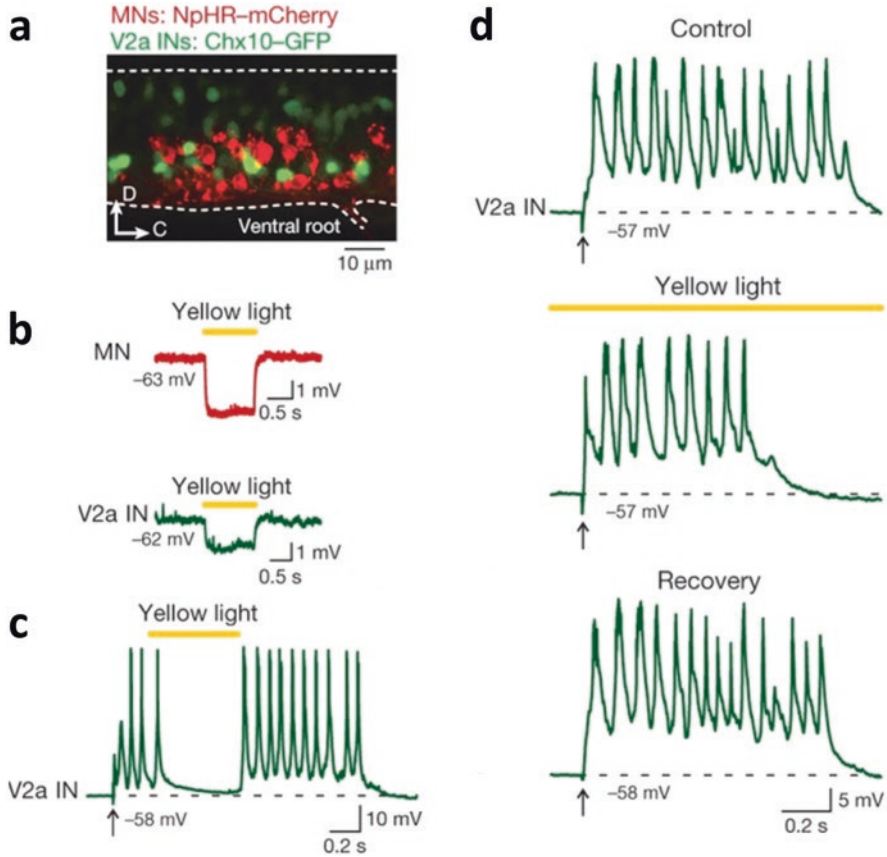 a
MNs: NpHR–mCherry
V2a INs: Chx10–GFP
D
C
Ventral root
10 μm
b
Yellow light
MN
–63 mV
1 mV
0.5 s
Yellow light
V2a IN
–62 mV
1 mV
0.5 s
c
Yellow light
V2a IN
–58 mV
10 mV
0.2 s
d
Control
V2a IN
–57 mV
Yellow light
–57 mV
Recovery
–58 mV
5 mV
0.2 s